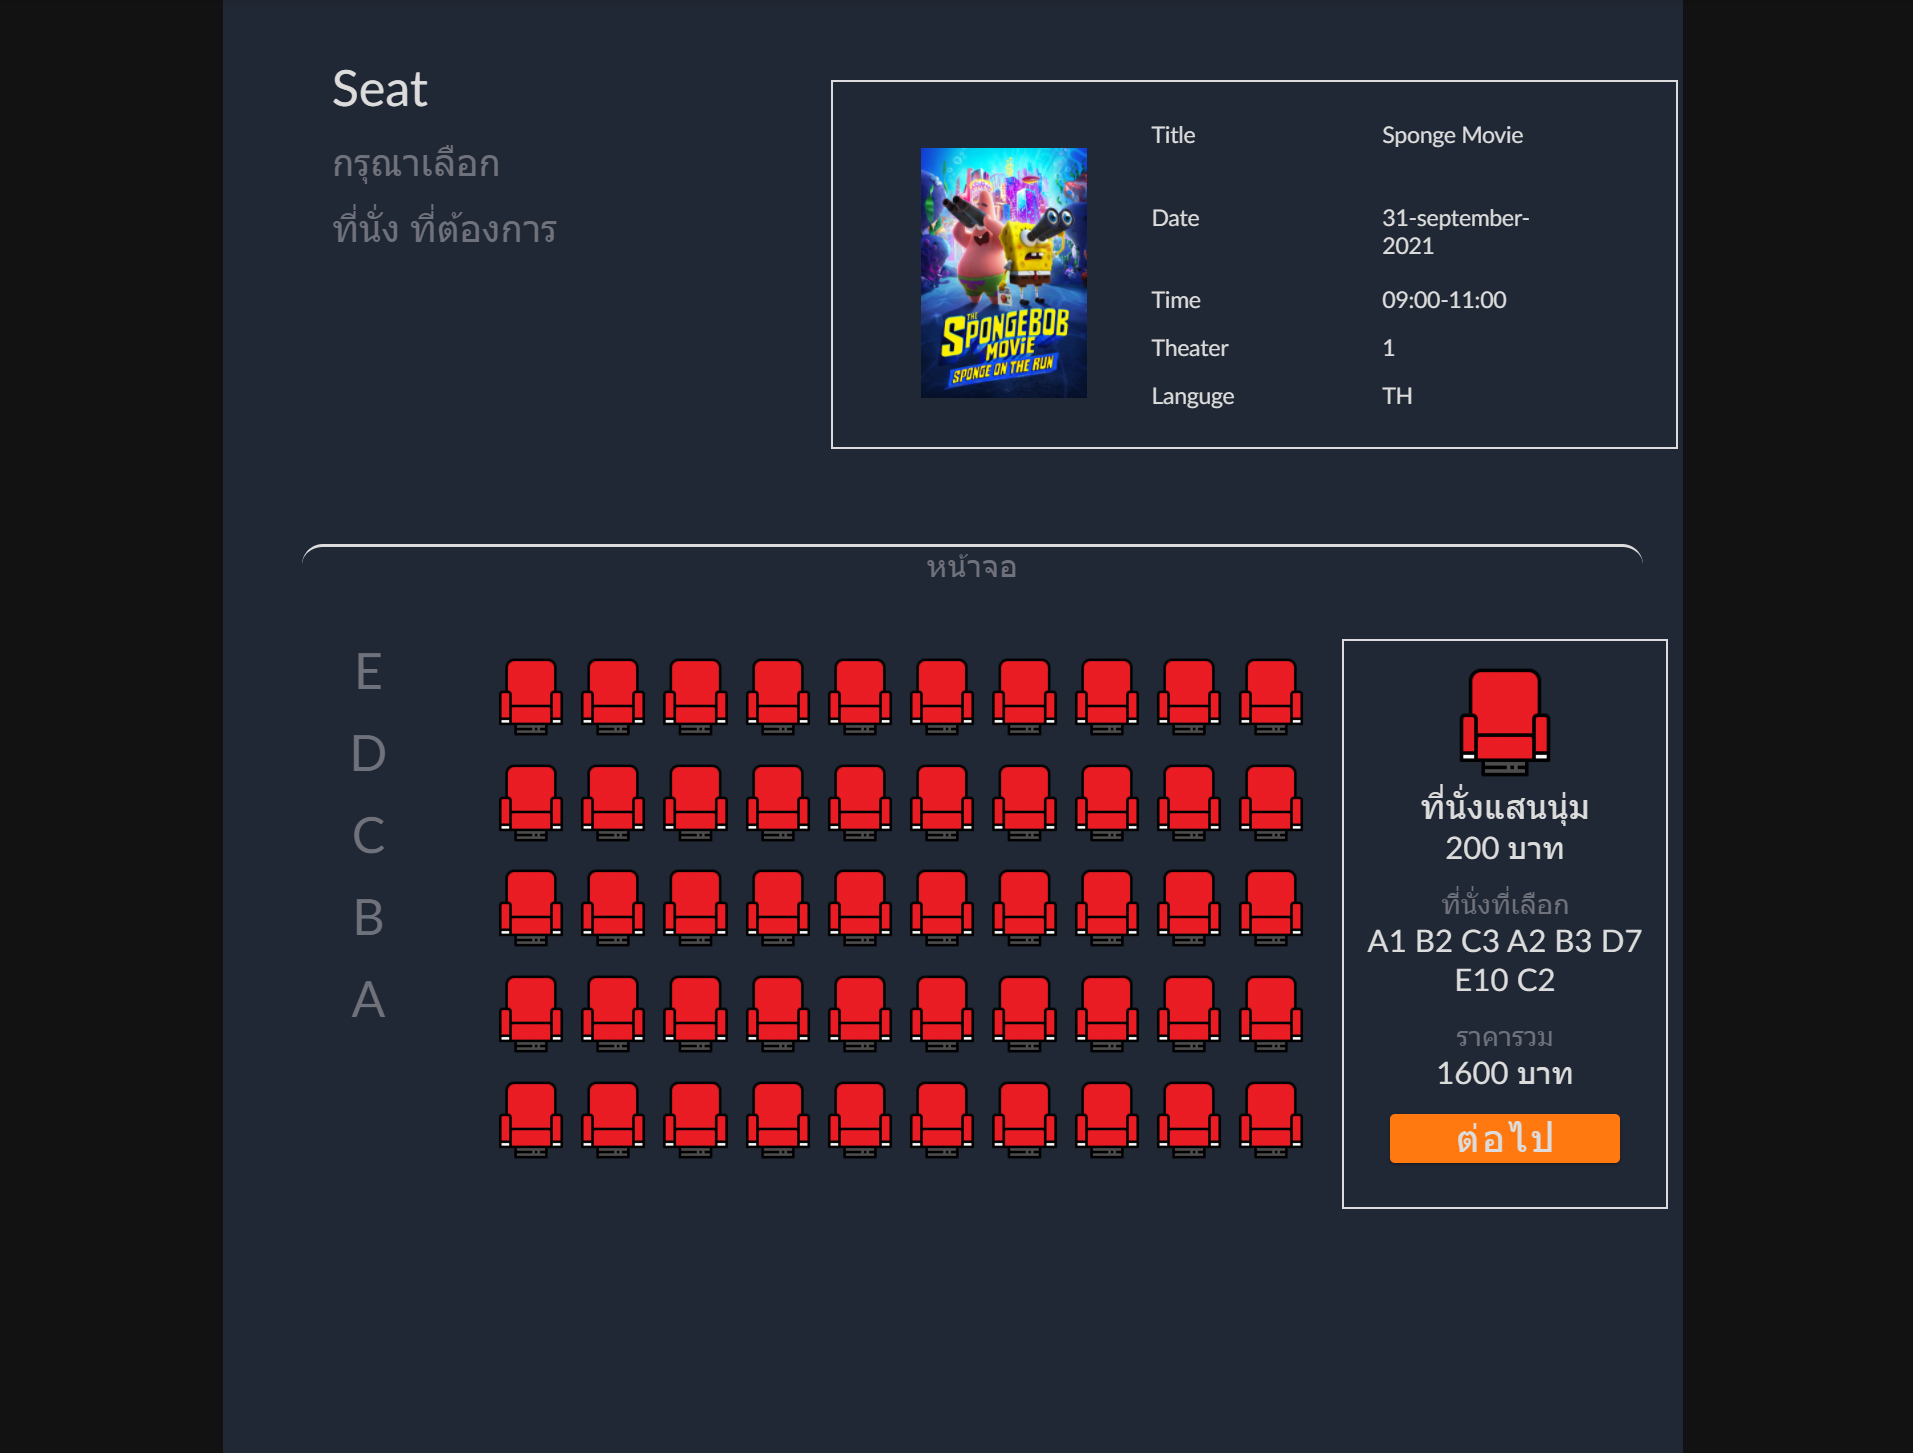 Seat
กรุณาเลือก
ที่นั่ง ที่ต้องการ
THE
SPONGEBOB
MOVIE
SPONGE ON THE RUN
Title Sponge Movie
Date 31-september-
2021
Time 09:00-11:00
Theater 1
Languge TH
หน้าจอ
E
D
C
B
A
ที่นั่งแสนนุ่ม
200 บาท
ที่นั่งที่เลือก
A1 B2 C3 A2 B3 D7
E10 C2
ราคารวม
1600 บาท
ต่อไป